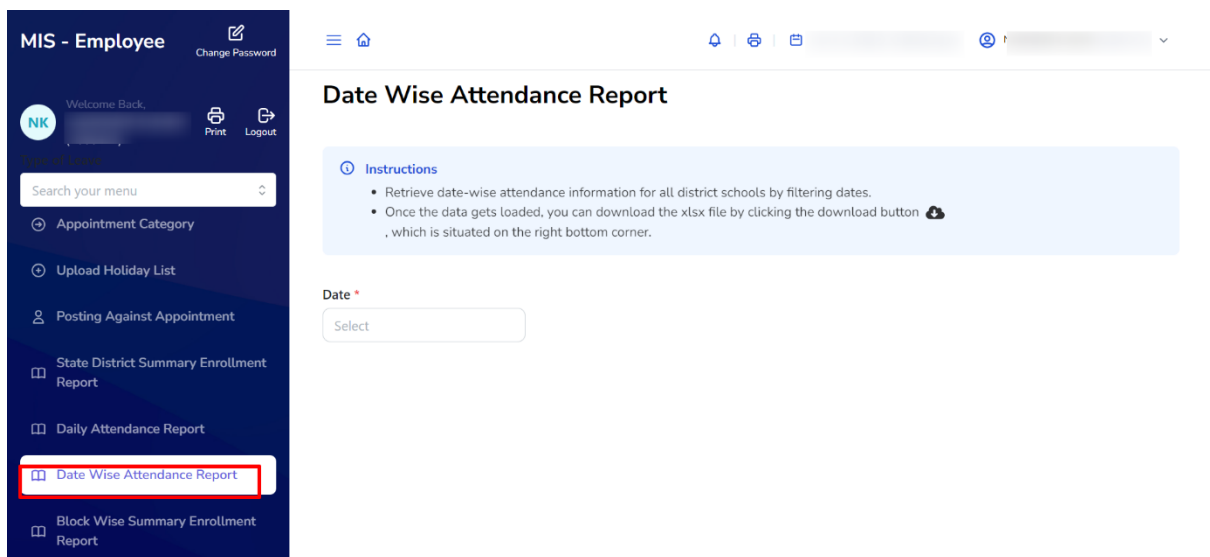 MIS - Employee
Change Password
NK
Welcome Back,
Print
Logout
Search your menu
Appointment Category
Upload Holiday List
Posting Against Appointment
State District Summary Enrollment
Report
Daily Attendance Report
Date Wise Attendance Report
Block Wise Summary Enrollment
Report
Date Wise Attendance Report
Instructions
• Retrieve date-wise attendance information for all district schools by filtering dates.
• Once the data gets loaded, you can download the xlsx file by clicking the download button
, which is situated on the right bottom corner.
Date *
Select